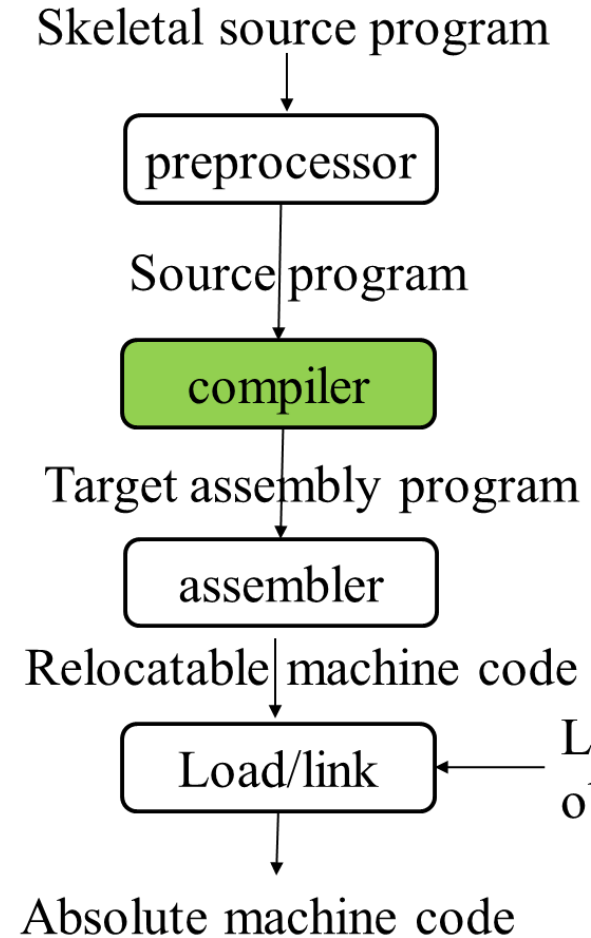 Skeletal source program
preprocessor
Source program
compiler
Target assembly program
assembler
Relocatable machine code
Load/link
Absolute machine code